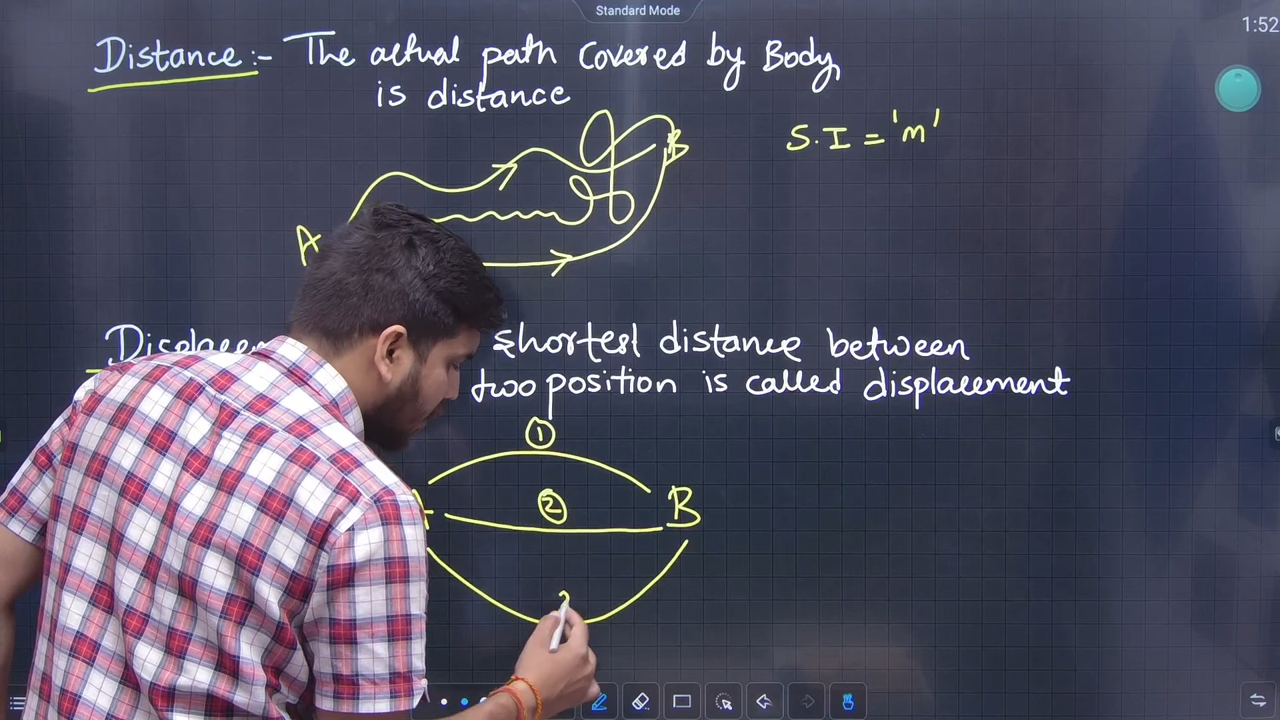 Standard Mode
1:52
Distance :- The actual path covered by Body
is distance
S.I = 'm'
B
A
shortest distance between
two position is called displacement
1
2
B